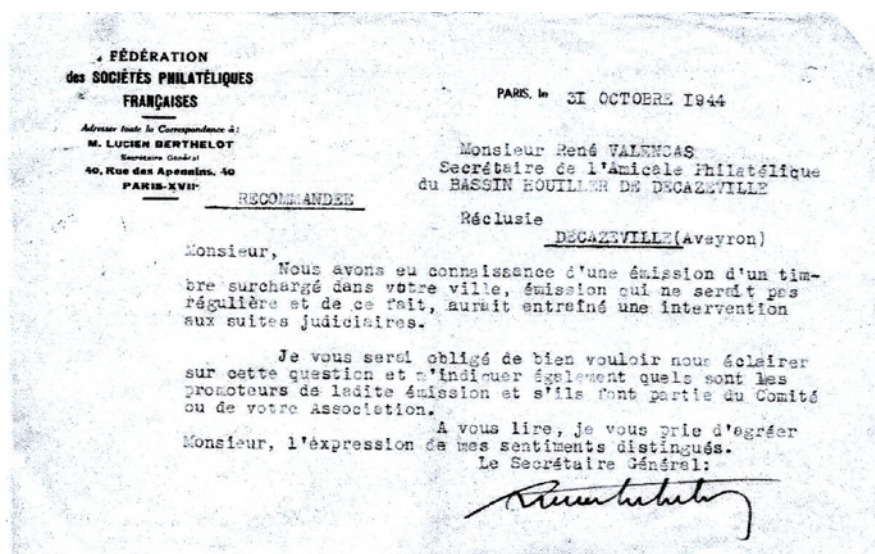 FÉDÉRATION
des SOCIÉTÉS PHILATÉLIQUES
FRANÇAISES
Adresser toute la Correspondance à:
M. LUCIEN BERTHELOT
Secrétaire Général
40, Rue des Apennins, 40
PARIS-XVIIe
RECOMMANDEE
PARIS, le 3I OCTOBRE I944
Monsieur René VALENCAS
Secrétaire de l'Amicale Philatélique
du BASSIN HOUILLER DE DECAZEVILLE
Réclusie
DECAZEVILLE(Aveyron)
Monsieur,
Nous avons eu connaissance d'une émission d'un tim-
bre surchargé dans votre ville, émission qui ne serait pas
régulière et de ce fait, aurait entraîné une intervention
aux suites judiciaires.
Je vous serai obligé de bien vouloir nous éclairer
sur cette question et m'indiquer également quels sont les
promoteurs de ladite émission et s'ils font partie du Comité
ou de votre Association.
A vous lire, je vous prie d'agréer
Monsieur, l'éxpression de mes sentiments distingués.
Le Secrétaire Général: